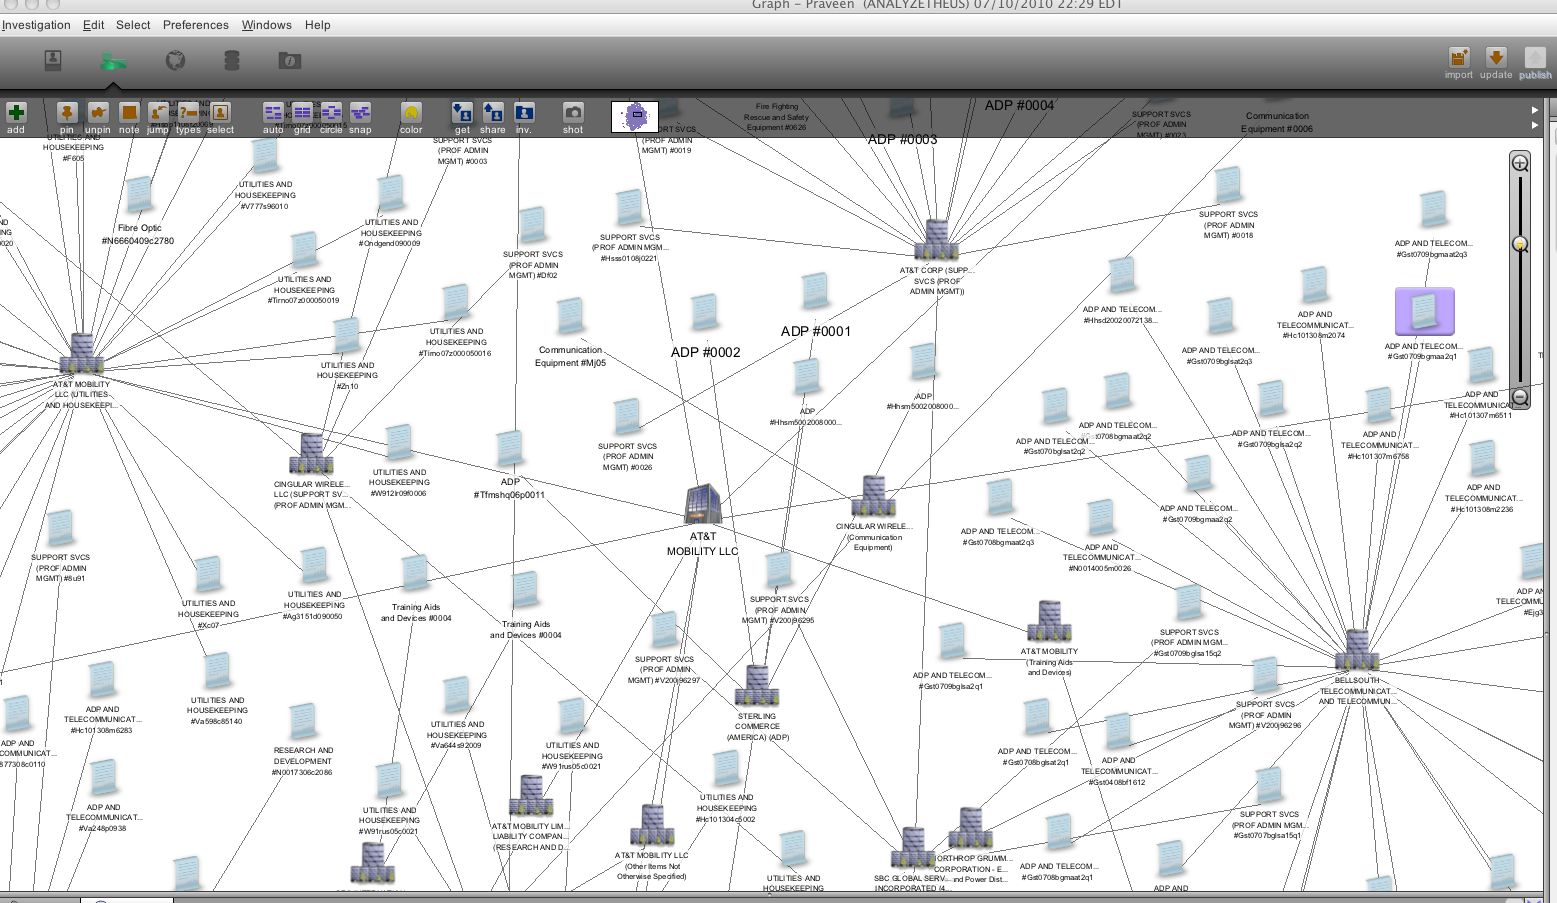 Graph - Praveen (ANALYZETHEUS) 07/10/2010 22:29 EDT
Investigation Edit Select Preferences Windows Help
import update publish
add pin unpin note jump types select auto grid circle snap color get share inv. shot
HOUSEKEEPING
#F605
Fibre Optic
#N6660409c2780
UTILITIES AND
HOUSEKEEPING
#V777s96010
UTILITIES AND
HOUSEKEEPING
#Ondgend090009
SUPPORT SVCS
(PROF ADMIN
MGMT) #0003
UTILITIES AND
HOUSEKEEPING
#Tirno07z000050019
UTILITIES AND
HOUSEKEEPING
#Timo07z000050016
UTILITIES AND
HOUSEKEEPING
#Zn10
SUPPORT SVCS
(PROF ADMIN
MGMT) #Df02
SUPPORT SVCS
(PROF ADMIN MGM...
#Hsss0108j0221
(PROF ADMIN
MGMT) #0019
Fire Fighting
Rescue and Safety
Equipment #0626
ADP #0003
ADP #0004
SUPPORT SVCS
(PROF ADMIN
MGMT) #0023
Communication
Equipment #0006
AT&T CORP (SUPP...
SVCS (PROF
ADMIN MGMT))
SUPPORT SVCS
(PROF ADMIN
MGMT) #0018
ADP AND TELECOM...
#Gst0709bgmaat2q3
ADP AND TELECOM...
#Hhsd20020072138...
ADP AND
TELECOMMUNICAT...
#Hc101308m2074
ADP AND TELECOM...
#Gst0709bglsat2q3
ADP AND TELECOM...
#Gst0709bgmaa2q1
ADP #0001
ADP #0002
Communication
Equipment #Mj05
AT&T MOBILITY
LLC (UTILITIES
AND HOUSEKEEPI...
ADP
#Hhsm5002008000...
ADP
#Hhsm5002008000...
TELECOMMUNICA
#Hc101307m6511
ADP AND TELECOM...
#Gst0708bgmaat2q2
ADP AND TELECOM...
#Gst070bglsat2q2
ADP AND TELECOM...
#Gst0709bglsa2q2
ADP AND
TELECOMMUNICAT...
#Hc101307m6758
SUPPORT SVCS
(PROF ADMIN
MGMT) #0026
CINGULAR WIRELE...
LLC (SUPPORT SV...
(PROF ADMIN MGM...
UTILITIES AND
HOUSEKEEPING
#W912lr09f0006
ADP
#Tfmshq06p0011
ADP AND
TELECOMMUNICAT...
#Hc101308m2236
ADP AND TELECOM...
#Gst0709bgmaa2q2
CINGULAR WIRELE...
(Communication
Equipment)
AT&T
MOBILITY LLC
ADP AND TELECOM...
#Gst0708bgmaat2q3
ADP AND
TELECOMMUNICAT...
#N0014005m0026
SUPPORT SVCS
(PROF ADMIN
MGMT) #8u91
UTILITIES AND
HOUSEKEEPING
#Xc07
UTILITIES AND
HOUSEKEEPING
#Ag3151d090050
Training Aids
and Devices #0004
Training Aids
and Devices #0004
SUPPORT SVCS
(PROF ADMIN
MGMT) #V200j96295
SUPPORT SVCS
(PROF ADMIN MGM...
#Gst0709bglsa15q2
AT&T MOBILITY
(Training Aids
and Devices)
SUPPORT SVCS
(PROF ADMIN
MGMT) #V200j96297
ADP AND TELECOM...
#Gst0709bglsa2q1
BELLSOUTH
TELECOMMUNICAT...
AND TELECOMMUN...
ADP AND
TELECOMMUNICAT...
#Hc101308m6283
UTILITIES AND
HOUSEKEEPING
#Va598c85140
SUPPORT SVCS
(PROF ADMIN
MGMT) #V200j96296
STERLING
COMMERCE
(AMERICA) (ADP)
UTILITIES AND
HOUSEKEEPING
#Va644s92009
UTILITIES AND
HOUSEKEEPING
#W91rus05c0021
RESEARCH AND
DEVELOPMENT
#N0017306c2086
ADP AND TELECOM...
#Gst0708bglsat2q1
ADP AND
TELECOMMUNICAT...
#Gst0408bf1612
ADP AND
TELECOMMUNICAT...
#Va248p0938
UTILITIES AND
HOUSEKEEPING
#W91rus05c0021
UTILITIES AND
HOUSEKEEPING
#Hc101304c5002
AT&T MOBILITY LIM...
LIABILITY COMPAN...
(RESEARCH AND D...
SUPPORT SVCS
(PROF ADMIN MGM...
#Gst0707bglsa15q1
AT&T MOBILITY LLC
(Other Items Not
Otherwise Specified)
NORTHROP GRUMM...
CORPORATION - E...
and Power Dist...
SBC GLOBAL SERV...
INCORPORATED (4...
ADP AND TELECOM...
#Gst0708bgmaat2q1
UTILITIES AND
HOUSEKEEPING
ADP AND